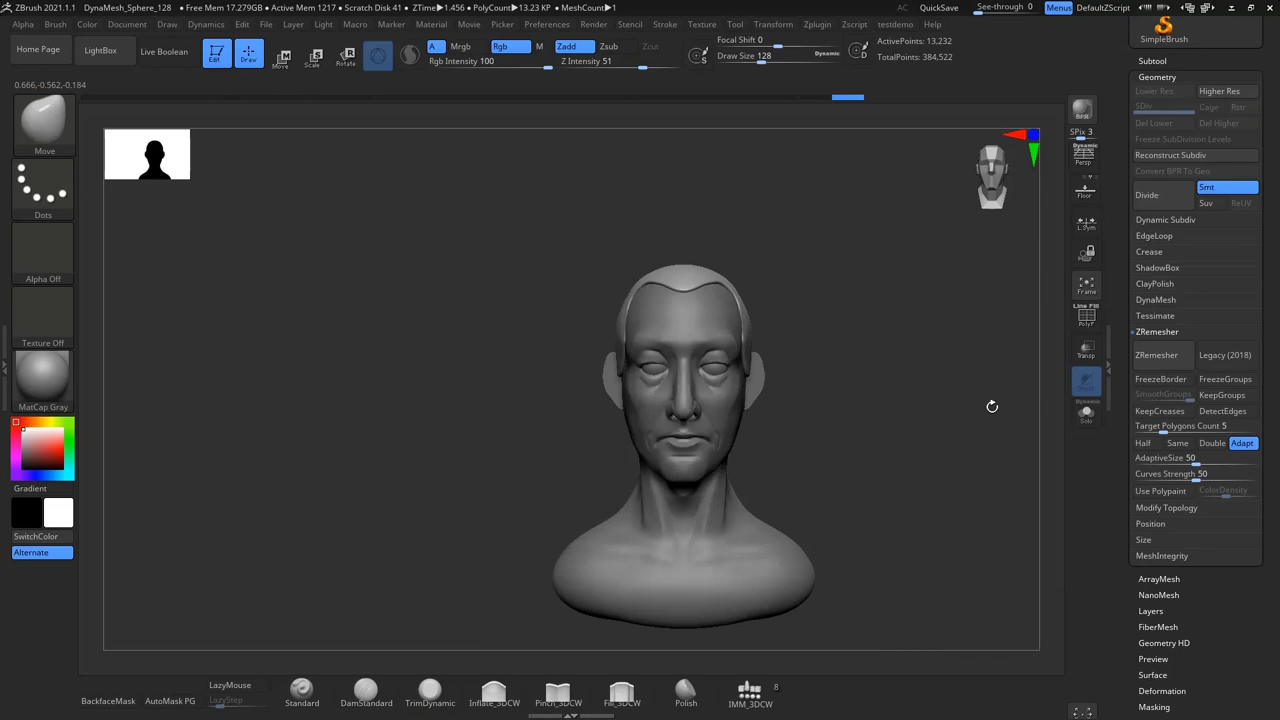 ZBrush 2021.1.1 DynaMesh_Sphere_128 • Free Mem 17.279GB • Active Mem 1217 • Scratch Disk 41 • ZTime▶1.456 • PolyCount▶13.23 KP • MeshCount▶1 AC QuickSave See-through 0 Menus DefaultZScript
Alpha Brush Color Document Draw Dynamics Edit File Layer Light Macro Marker Material Movie Picker Preferences Render Stencil Stroke Texture Tool Transform Zplugin Zscript testdemo Help
Home Page LightBox Live Boolean Edit Draw Move Scale Rotate
A Mrgb Rgb M Zadd Zsub Zcut
Rgb Intensity 100 Z Intensity 51
S Focal Shift 0
Draw Size 128 Dynamic D
ActivePoints: 13,232
TotalPoints: 384,522
0.666,-0.562,-0.184
Move
Dots
Alpha Off
Texture Off
MatCap Gray
Gradient
SwitchColor
Alternate
BPR
SPix 3
Dynamic
Persp
Floor
L.Sym
Frame
Line Fill
PolyF
Transp
Dynamic
Solo
SimpleBrush
Subtool
Geometry
Lower Res Higher Res
SDiv Cage Rstr
Del Lower Del Higher
Freeze SubDivision Levels
Reconstruct Subdiv
Convert BPR To Geo
Divide Smt
Suv ReUV
Dynamic Subdiv
EdgeLoop
Crease
ShadowBox
ClayPolish
DynaMesh
Tessimate
ZRemesher
ZRemesher Legacy (2018)
FreezeBorder FreezeGroups
SmoothGroups KeepGroups
KeepCreases DetectEdges
Target Polygons Count 5
Half Same Double Adapt
AdaptiveSize 50
Curves Strength 50
Use Polypaint ColorDensity
Modify Topology
Position
Size
MeshIntegrity
ArrayMesh
NanoMesh
Layers
FiberMesh
Geometry HD
Preview
Surface
Deformation
Masking
BackfaceMask AutoMask PG
LazyMouse
LazyStep
Standard DamStandard TrimDynamic Inflate_3DCW Pinch_3DCW Fill_3DCW Polish IMM_3DCW 8